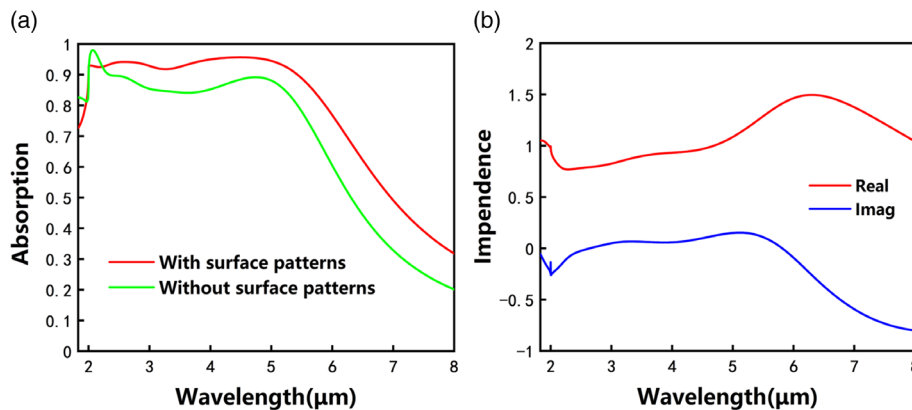 (a)
Absorption
1
0.9
0.8
0.7
0.6
0.5
0.4
0.3
0.2
0.1
0
With surface patterns
Without surface patterns
2 3 4 5 6 7 8
Wavelength(μm)
(b)
Impendence
2
1.5
1
0.5
0
-0.5
-1
Real
Imag
2 3 4 5 6 7 8
Wavelength(μm)